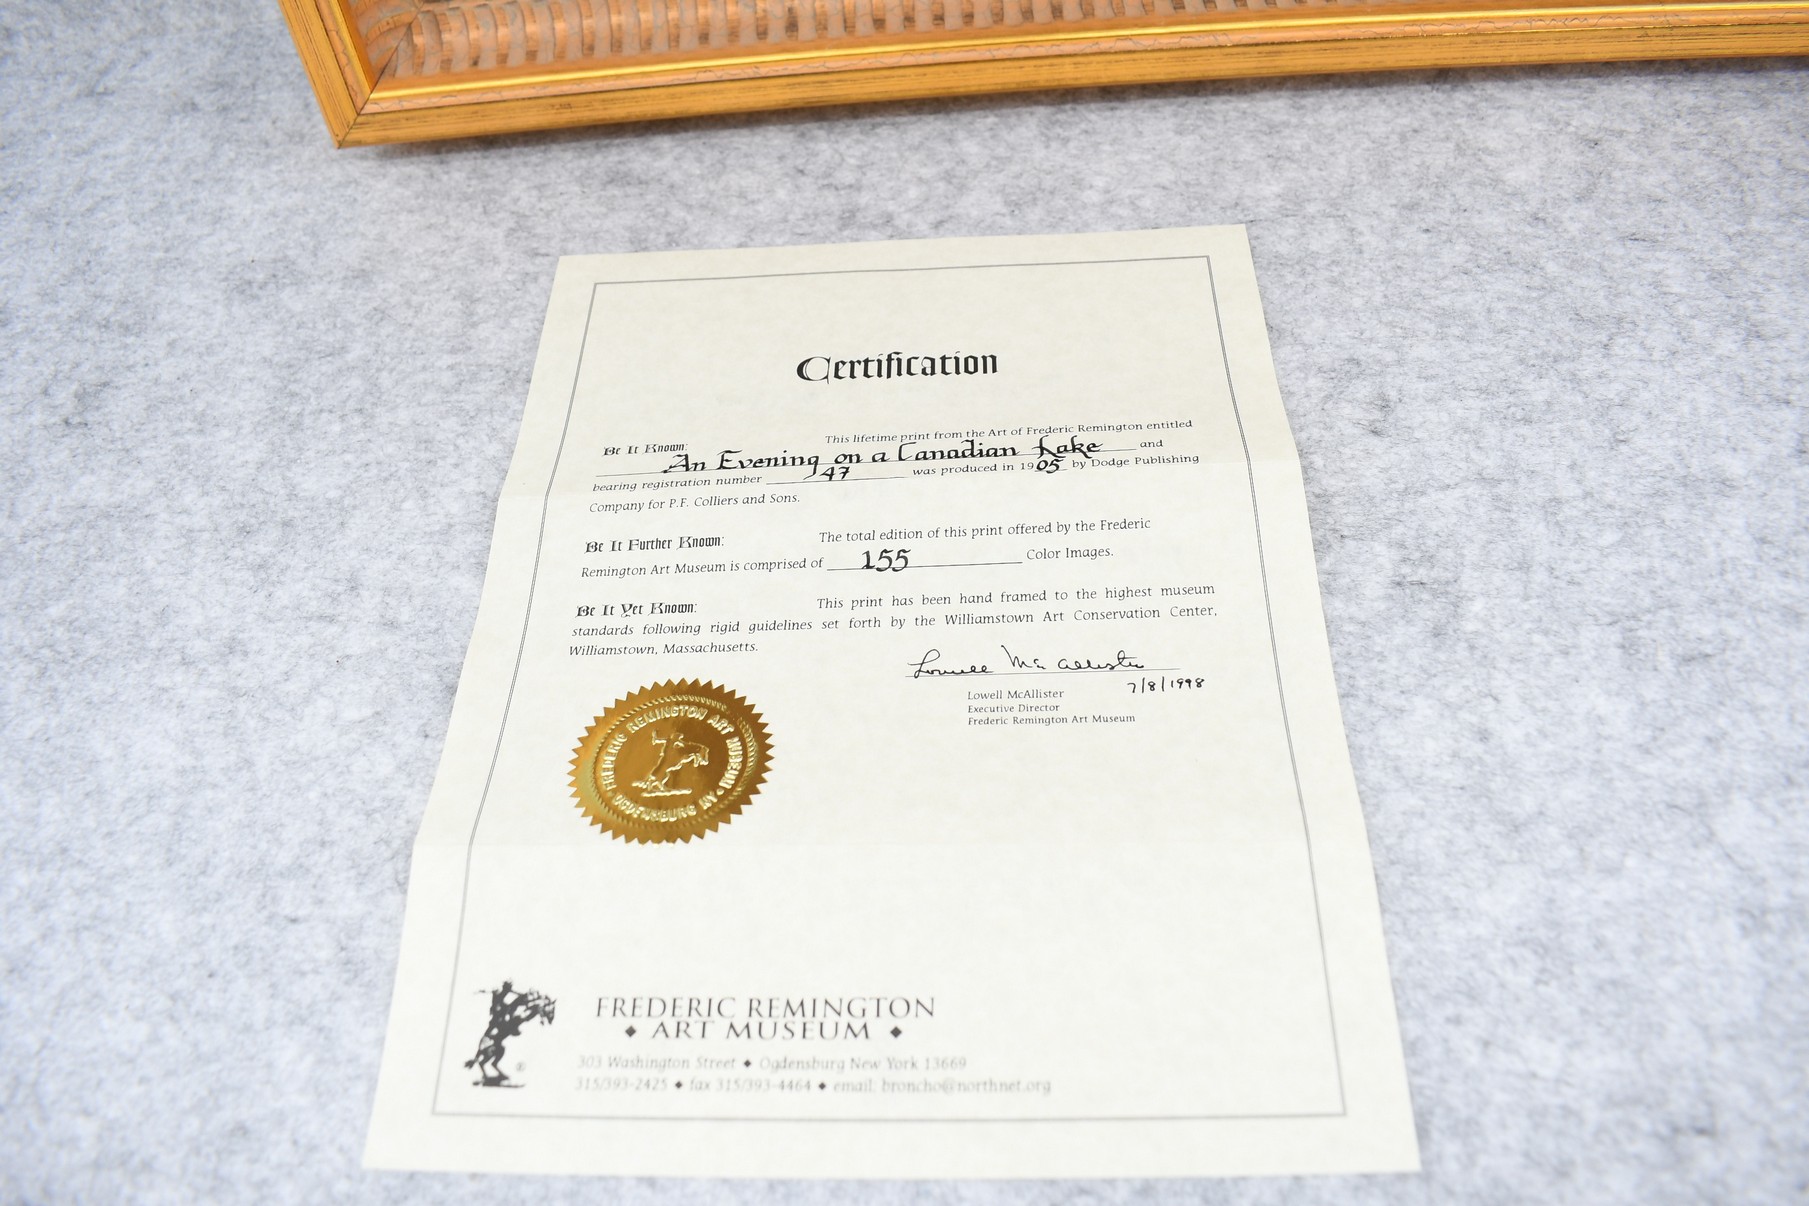 Certification
Be It Known: This lifetime print from the Art of Frederic Remington entitled
An Evening on a Canadian Lake and
bearing registration number 47 was produced in 1905 by Dodge Publishing
Company for P.F. Colliers and Sons.
Be It Further Known: The total edition of this print offered by the Frederic
Remington Art Museum is comprised of 155 Color Images.
Be It Yet Known: This print has been hand framed to the highest museum
standards following rigid guidelines set forth by the Williamstown Art Conservation Center,
Williamstown, Massachusetts.
Lowell McAllister
7/8/1998
Lowell McAllister
Executive Director
Frederic Remington Art Museum
FREDERIC REMINGTON ART MUSEUM
OGDENSBURG NY
FREDERIC REMINGTON
◆ ART MUSEUM ◆
®
303 Washington Street ◆ Ogdensburg New York 13669
315/393-2425 ◆ fax 315/393-4464 ◆ email: broncho@northnet.org